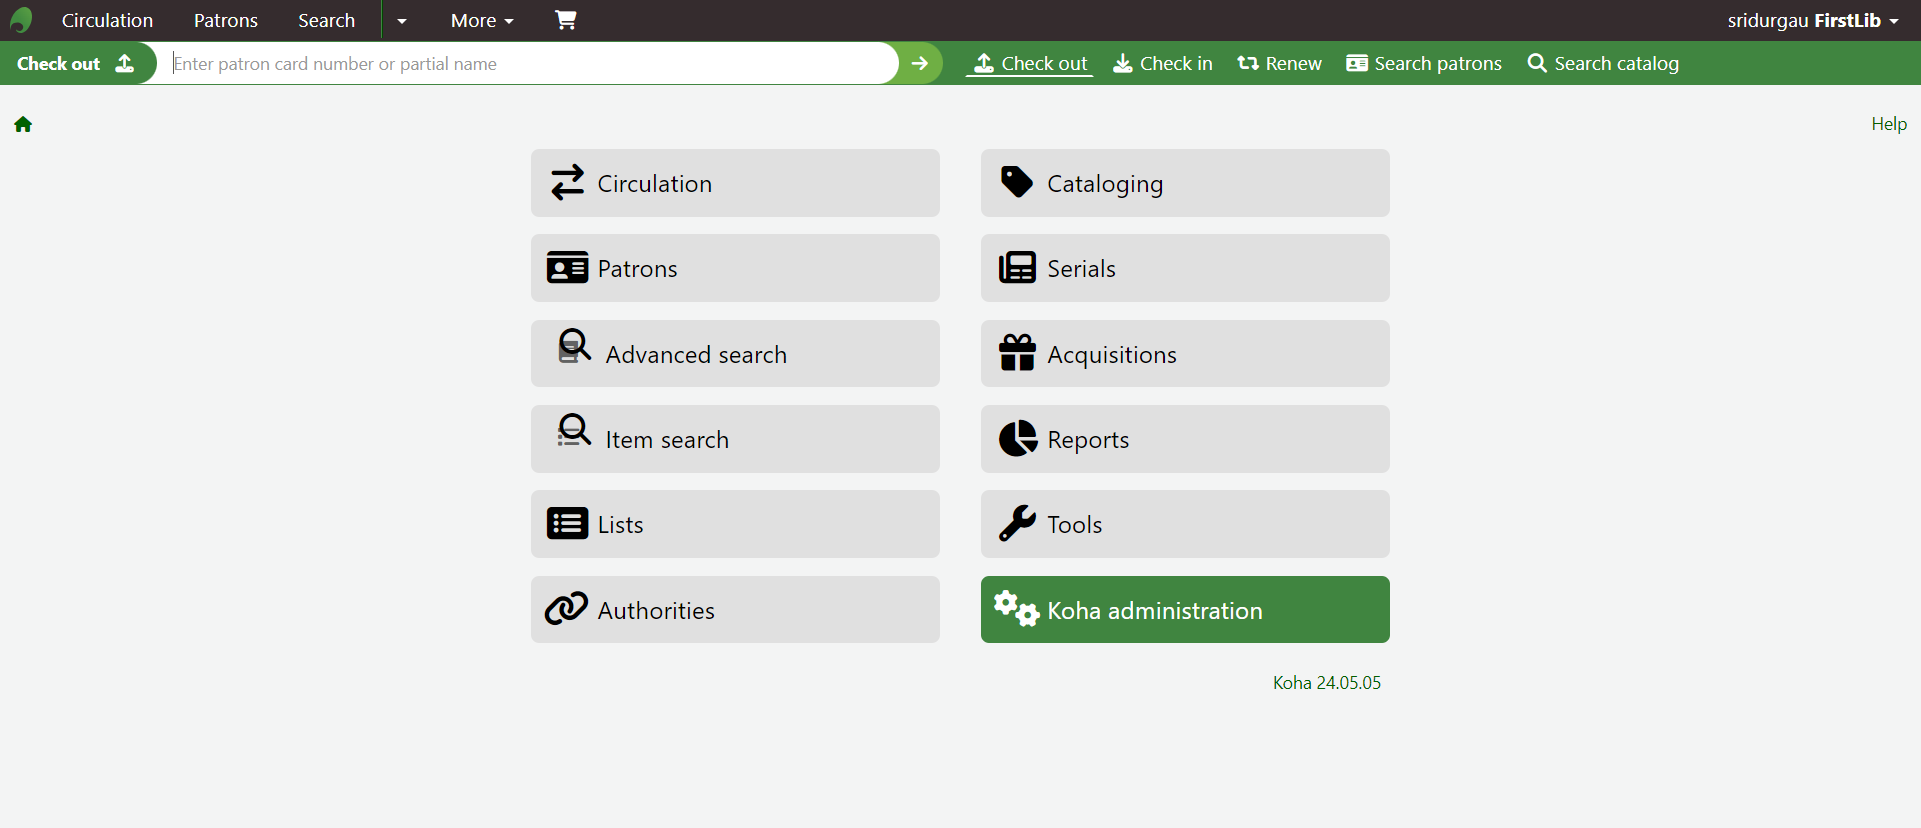 Circulation Patrons Search More sridurgau FirstLib
Check out Enter patron card number or partial name Check out Check in Renew Search patrons Search catalog
Help
Circulation
Cataloging
Patrons
Serials
Advanced search
Acquisitions
Item search
Reports
Lists
Tools
Authorities
Koha administration
Koha 24.05.05